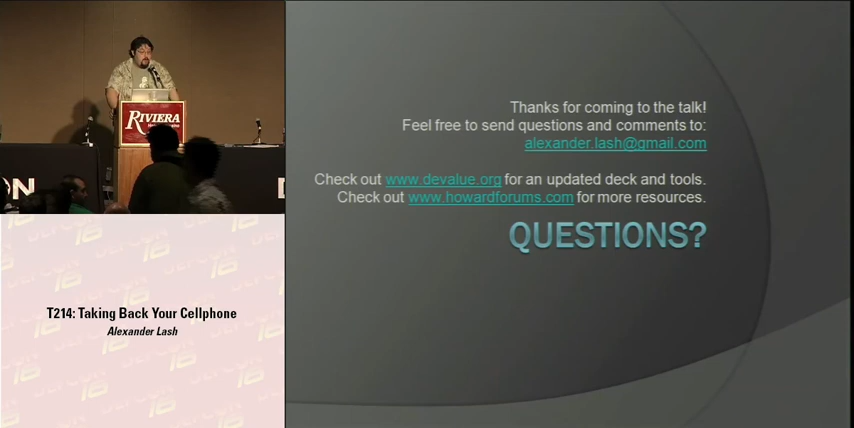 RIVIERA
ON
D
T214: Taking Back Your Cellphone
Alexander Lash
Thanks for coming to the talk!
Feel free to send questions and comments to:
alexander.lash@gmail.com
Check out www.devalue.org for an updated deck and tools.
Check out www.howardforums.com for more resources.
QUESTIONS?